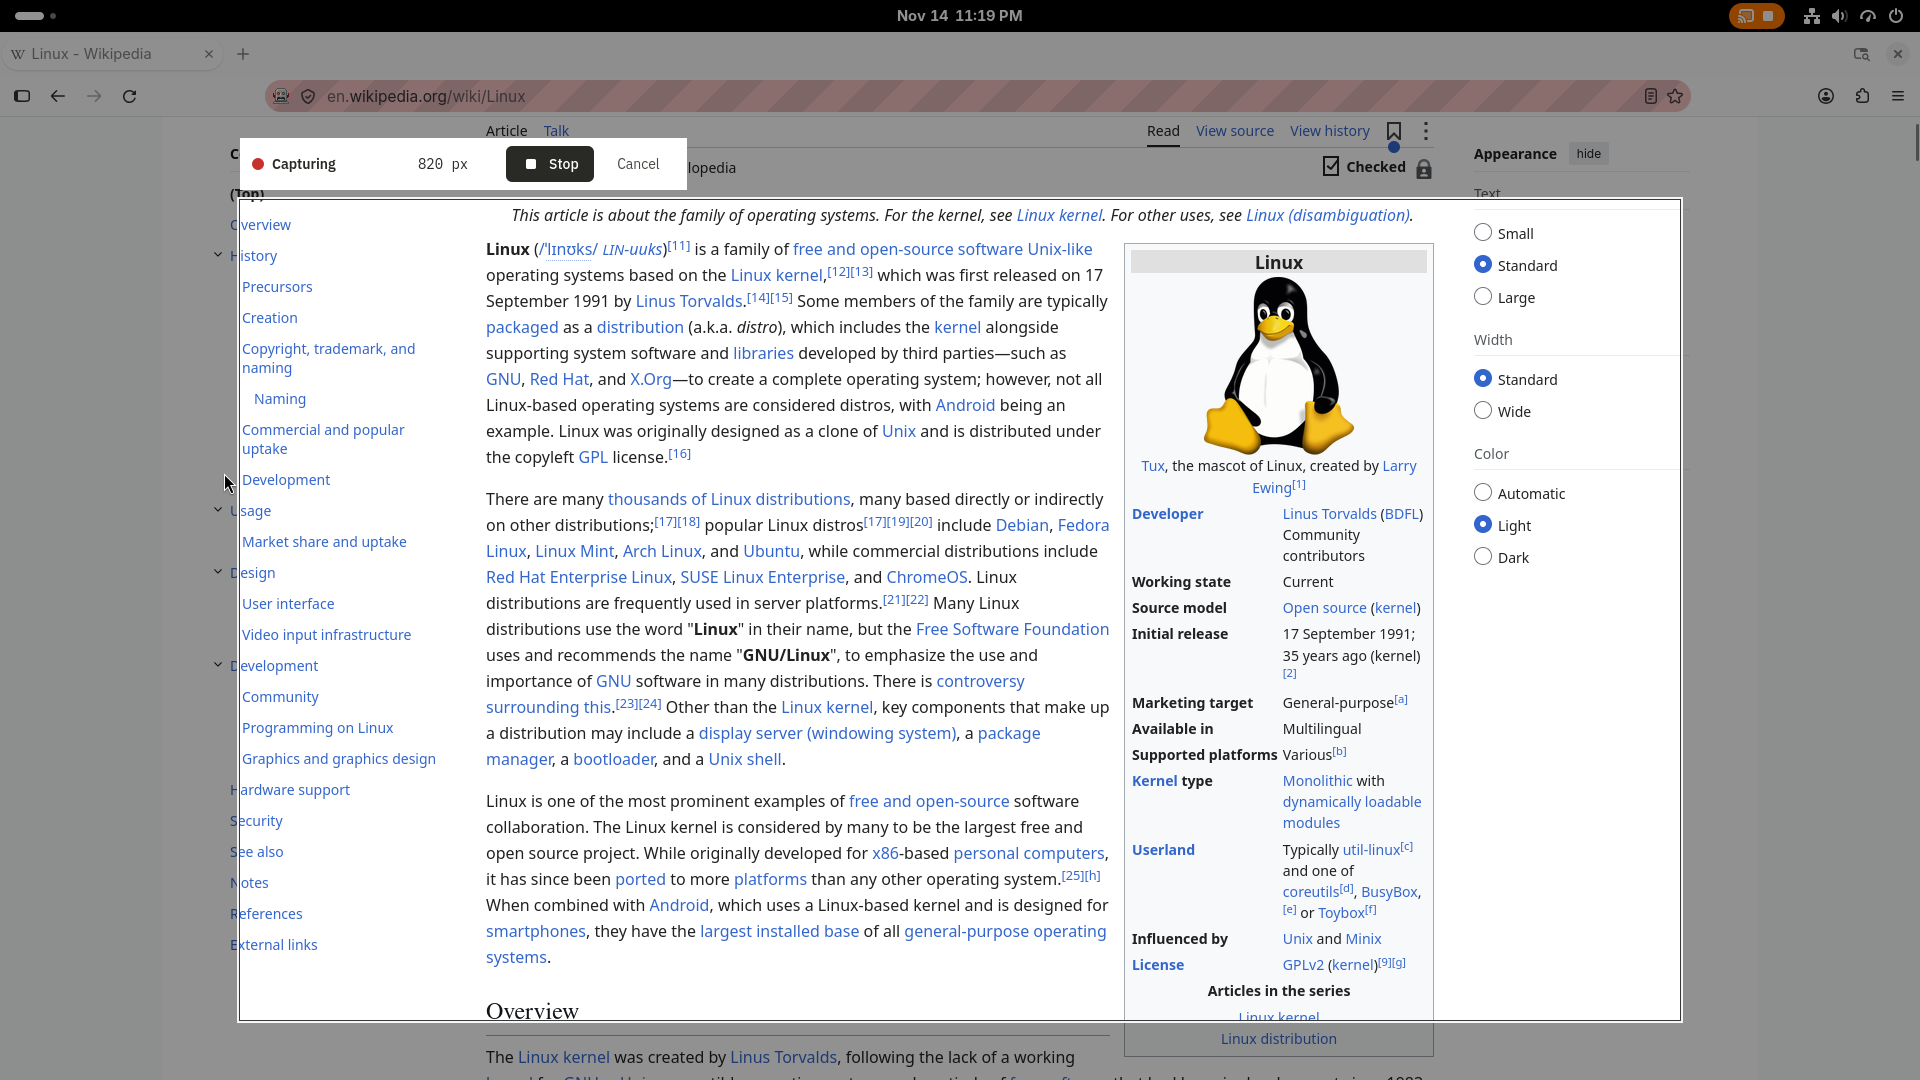 Nov 14 11:19 PM
Linux - Wikipedia
en.wikipedia.org/wiki/Linux
Article Talk
Read View source View history
Capturing 820 px Stop Cancel
lopedia
Checked
(Top)
Overview
History
Precursors
Creation
Copyright, trademark, and
naming
Naming
Commercial and popular
uptake
Development
Usage
Market share and uptake
Design
User interface
Video input infrastructure
Development
Community
Programming on Linux
Graphics and graphics design
Hardware support
Security
See also
Notes
References
External links
This article is about the family of operating systems. For the kernel, see Linux kernel. For other uses, see Linux (disambiguation).
Linux (/ˈlɪnʊks/ LIN-uuks)[11] is a family of free and open-source software Unix-like
operating systems based on the Linux kernel,[12][13] which was first released on 17
September 1991 by Linus Torvalds.[14][15] Some members of the family are typically
packaged as a distribution (a.k.a. distro), which includes the kernel alongside
supporting system software and libraries developed by third parties—such as
GNU, Red Hat, and X.Org—to create a complete operating system; however, not all
Linux-based operating systems are considered distros, with Android being an
example. Linux was originally designed as a clone of Unix and is distributed under
the copyleft GPL license.[16]
There are many thousands of Linux distributions, many based directly or indirectly
on other distributions;[17][18] popular Linux distros[17][19][20] include Debian, Fedora
Linux, Linux Mint, Arch Linux, and Ubuntu, while commercial distributions include
Red Hat Enterprise Linux, SUSE Linux Enterprise, and ChromeOS. Linux
distributions are frequently used in server platforms.[21][22] Many Linux
distributions use the word "Linux" in their name, but the Free Software Foundation
uses and recommends the name "GNU/Linux", to emphasize the use and
importance of GNU software in many distributions. There is controversy
surrounding this.[23][24] Other than the Linux kernel, key components that make up
a distribution may include a display server (windowing system), a package
manager, a bootloader, and a Unix shell.
Linux is one of the most prominent examples of free and open-source software
collaboration. The Linux kernel is considered by many to be the largest free and
open source project. While originally developed for x86-based personal computers,
it has since been ported to more platforms than any other operating system.[25][h]
When combined with Android, which uses a Linux-based kernel and is designed for
smartphones, they have the largest installed base of all general-purpose operating
systems.
Overview
The Linux kernel was created by Linus Torvalds, following the lack of a working
Linux
Tux, the mascot of Linux, created by Larry
Ewing[1]
Developer Linus Torvalds (BDFL)
Community
contributors
Working state Current
Source model Open source (kernel)
Initial release 17 September 1991;
35 years ago (kernel)
[2]
Marketing target General-purpose[a]
Available in Multilingual
Supported platforms Various[b]
Kernel type Monolithic with
dynamically loadable
modules
Userland Typically util-linux[c]
and one of
coreutils[d], BusyBox,
[e] or Toybox[f]
Influenced by Unix and Minix
License GPLv2 (kernel)[9][g]
Articles in the series
Linux kernel
Linux distribution
Appearance hide
Text
Small
Standard
Large
Width
Standard
Wide
Color
Automatic
Light
Dark